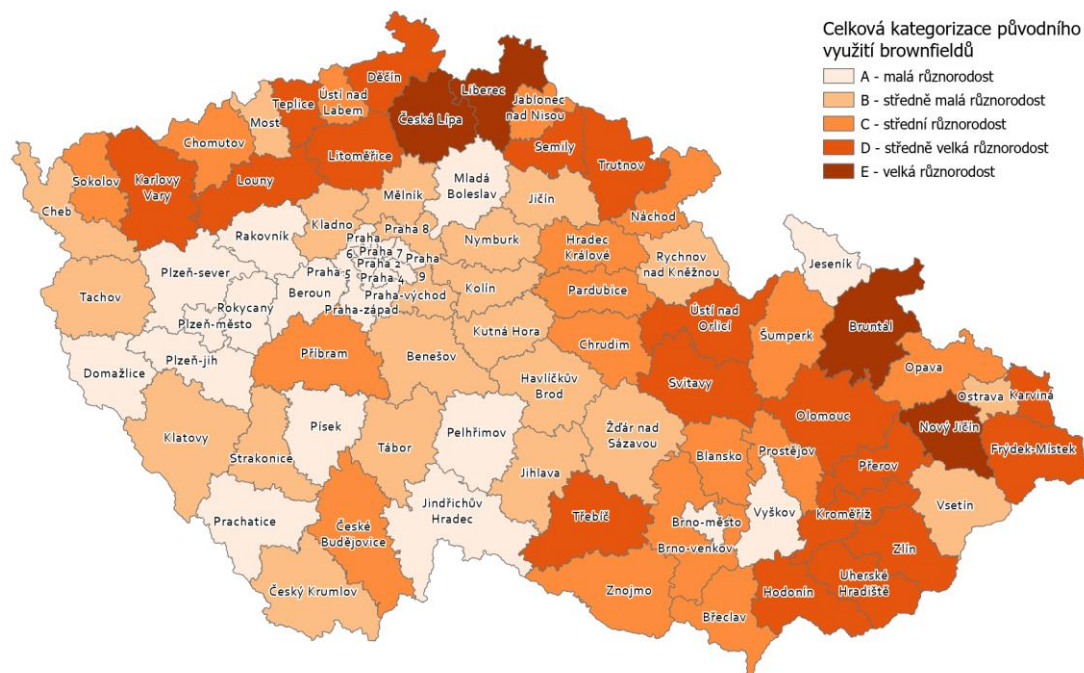 Celková kategorizace původního
využití brownfieldů
A - malá různorodost
B - středně malá různorodost
C - střední různorodost
D - středně velká různorodost
E - velká různorodost
Děčín
Liberec
Teplice
Ústí nad
Labem
Jablonec
nad Nisou
Most
Česká Lípa
Chomutov
Litoměřice
Semily
Trutnov
Sokolov
Karlovy
Vary
Louny
Mladá
Boleslav
Cheb
Mělník
Jičín
Náchod
Rakovník
Kladno
Praha 8
Nymburk
Hradec
Králové
Rychnov
nad Kněžnou
Jeseník
Praha
6
Praha 7
Praha
9
Praha 2
Praha 5
Praha 4
Plzeň-sever
Beroun
Praha-východ
Praha-západ
Kolín
Pardubice
Tachov
Rokycany
Plzeň-město
Ústí nad
Orlicí
Šumperk
Bruntál
Kutná Hora
Chrudim
Příbram
Benešov
Plzeň-jih
Domažlice
Opava
Ostrava
Karviná
Havlíčkův
Brod
Svitavy
Olomouc
Nový Jičín
Písek
Pelhřimov
Žďár nad
Sázavou
Frýdek-Místek
Klatovy
Strakonice
Tábor
Jihlava
Blansko
Prostějov
Přerov
Jindřichův
Hradec
Třebíč
Vyškov
Kroměříž
Vsetín
Prachatice
České
Budějovice
Brno-město
Brno-venkov
Zlín
Český Krumlov
Znojmo
Hodonín
Uherské
Hradiště
Břeclav